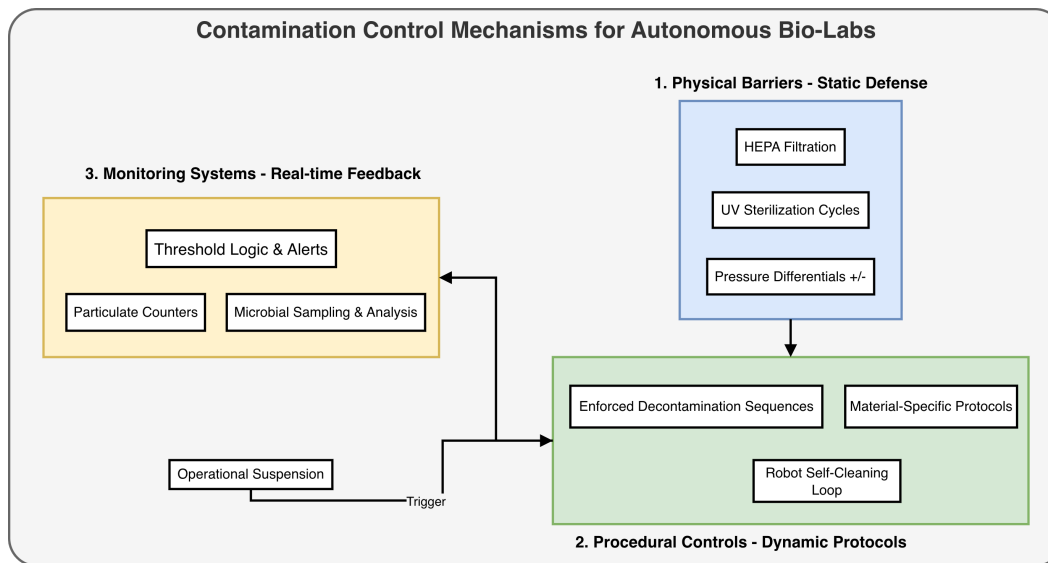 Contamination Control Mechanisms for Autonomous Bio-Labs
1. Physical Barriers - Static Defense
HEPA Filtration
UV Sterilization Cycles
Pressure Differentials +/-
3. Monitoring Systems - Real-time Feedback
Threshold Logic & Alerts
Particulate Counters
Microbial Sampling & Analysis
Enforced Decontamination Sequences
Material-Specific Protocols
Robot Self-Cleaning
Loop
2. Procedural Controls - Dynamic Protocols
Operational Suspension
Trigger